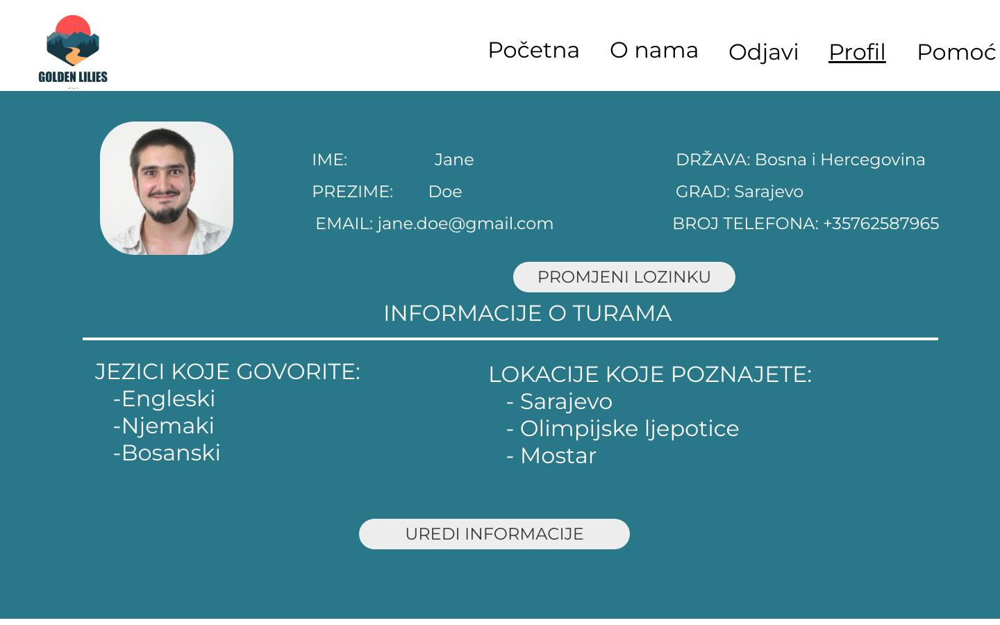 GOLDEN LILIES
Početna O nama Odjavi Profil Pomoć
IME: Jane
DRŽAVA: Bosna i Hercegovina
PREZIME: Doe
GRAD: Sarajevo
EMAIL: jane.doe@gmail.com
BROJ TELEFONA: +35762587965
PROMJENI LOZINKU
INFORMACIJE O TURAMA
JEZICI KOJE GOVORITE:
-Engleski
-Njemaki
-Bosanski
LOKACIJE KOJE POZNAJETE:
- Sarajevo
- Olimpijske ljepotice
- Mostar
UREDI INFORMACIJE